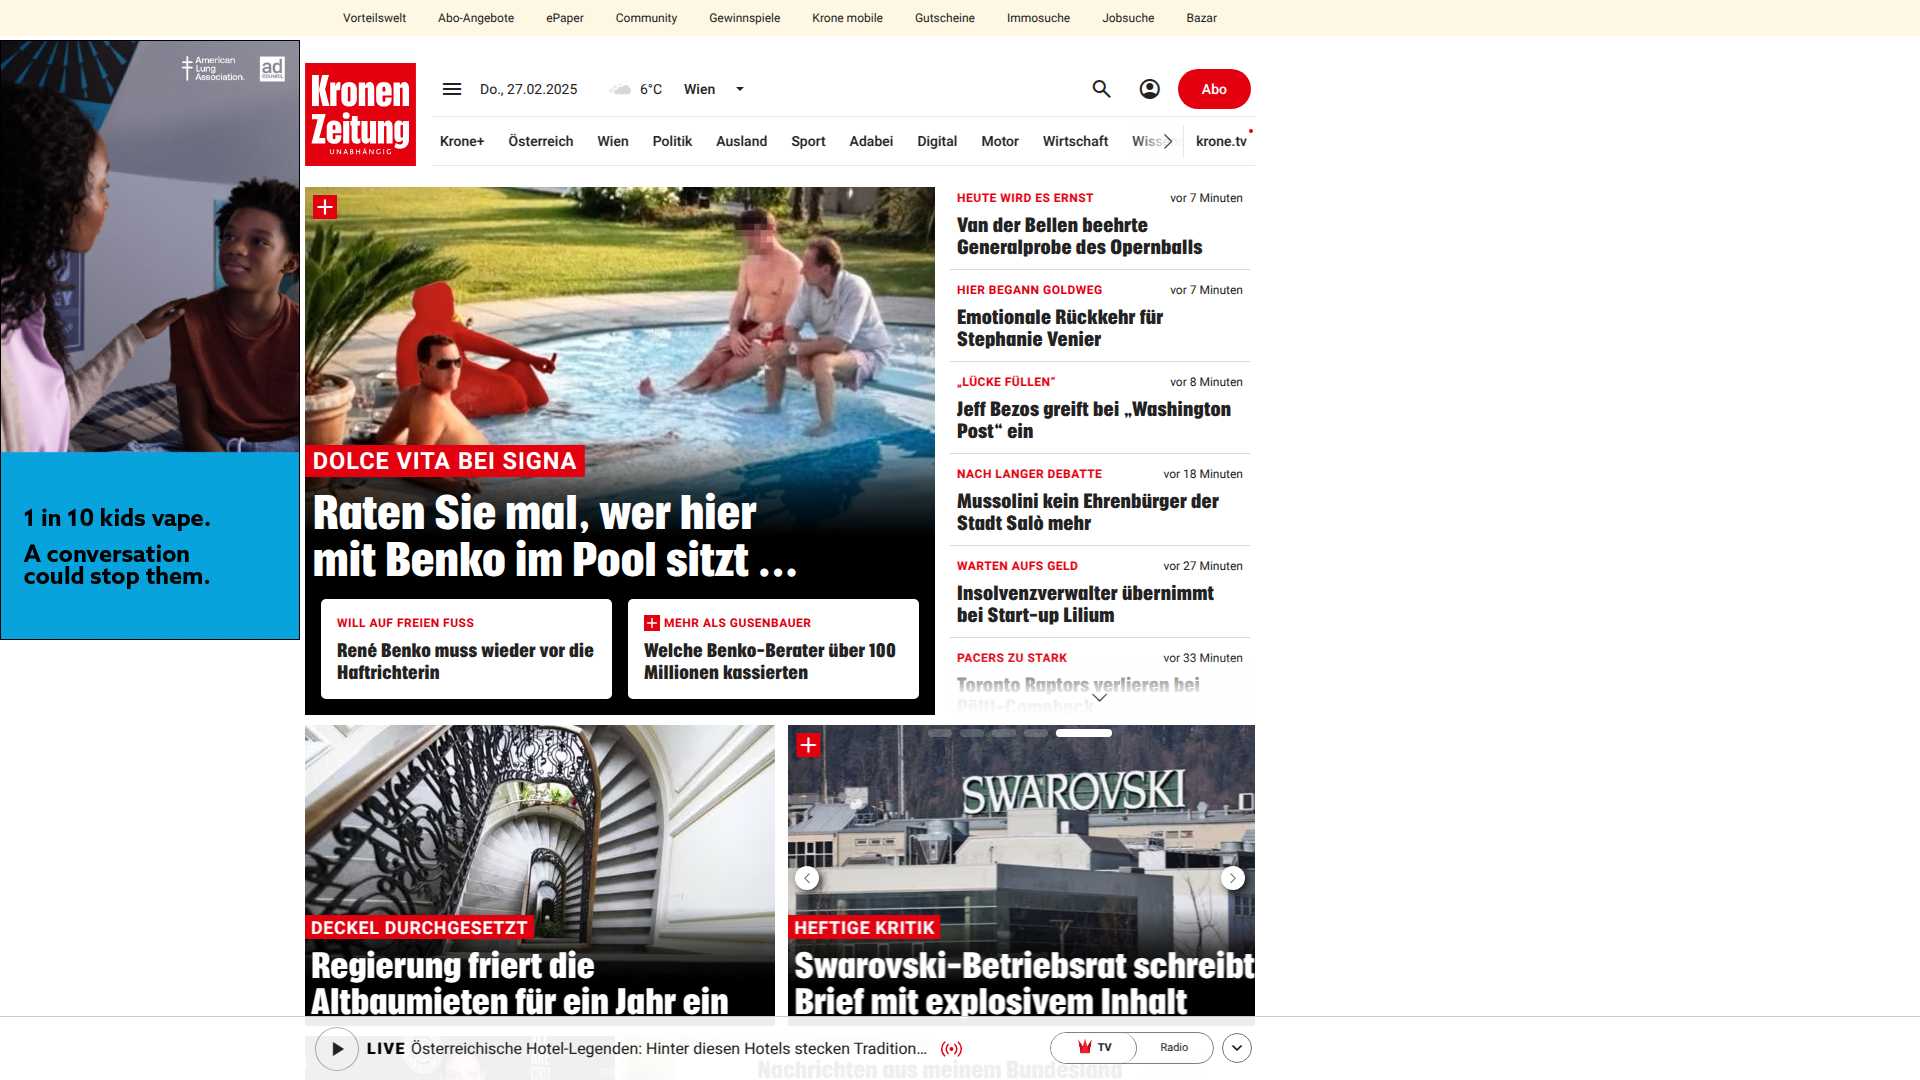 Vorteilswelt Abo-Angebote ePaper Community Gewinnspiele Krone mobile Gutscheine Immosuche Jobsuche Bazar
American
Lung
Association.
ad
COUNCIL
1 in 10 kids vape.
A conversation
could stop them.
Kronen
Zeitung
UNABHÄNGIG
Do., 27.02.2025 6°C Wien
Abo
Krone+ Österreich Wien Politik Ausland Sport Adabei Digital Motor Wirtschaft krone.tv
DOLCE VITA BEI SIGNA
Raten Sie mal, wer hier
mit Benko im Pool sitzt ...
WILL AUF FREIEN FUSS
René Benko muss wieder vor die
Haftrichterin
MEHR ALS GUSENBAUER
Welche Benko-Berater über 100
Millionen kassierten
HEUTE WIRD ES ERNST vor 7 Minuten
Van der Bellen beehrte
Generalprobe des Opernballs
HIER BEGANN GOLDWEG vor 7 Minuten
Emotionale Rückkehr für
Stephanie Venier
„LÜCKE FÜLLEN“ vor 8 Minuten
Jeff Bezos greift bei „Washington
Post“ ein
NACH LANGER DEBATTE vor 18 Minuten
Mussolini kein Ehrenbürger der
Stadt Salò mehr
WARTEN AUFS GELD vor 27 Minuten
Insolvenzverwalter übernimmt
bei Start-up Lilium
PACERS ZU STARK vor 33 Minuten
Toronto Raptors verlieren bei
Pöltl-Comeback
DECKEL DURCHGESETZT
Regierung friert die
Altbaumieten für ein Jahr ein
SWAROVSKI
HEFTIGE KRITIK
Swarovski-Betriebsrat schreibt
Brief mit explosivem Inhalt
LIVE Österreichische Hotel-Legenden: Hinter diesen Hotels stecken Tradition...
TV Radio
Nachrichten aus meinem Bundesland